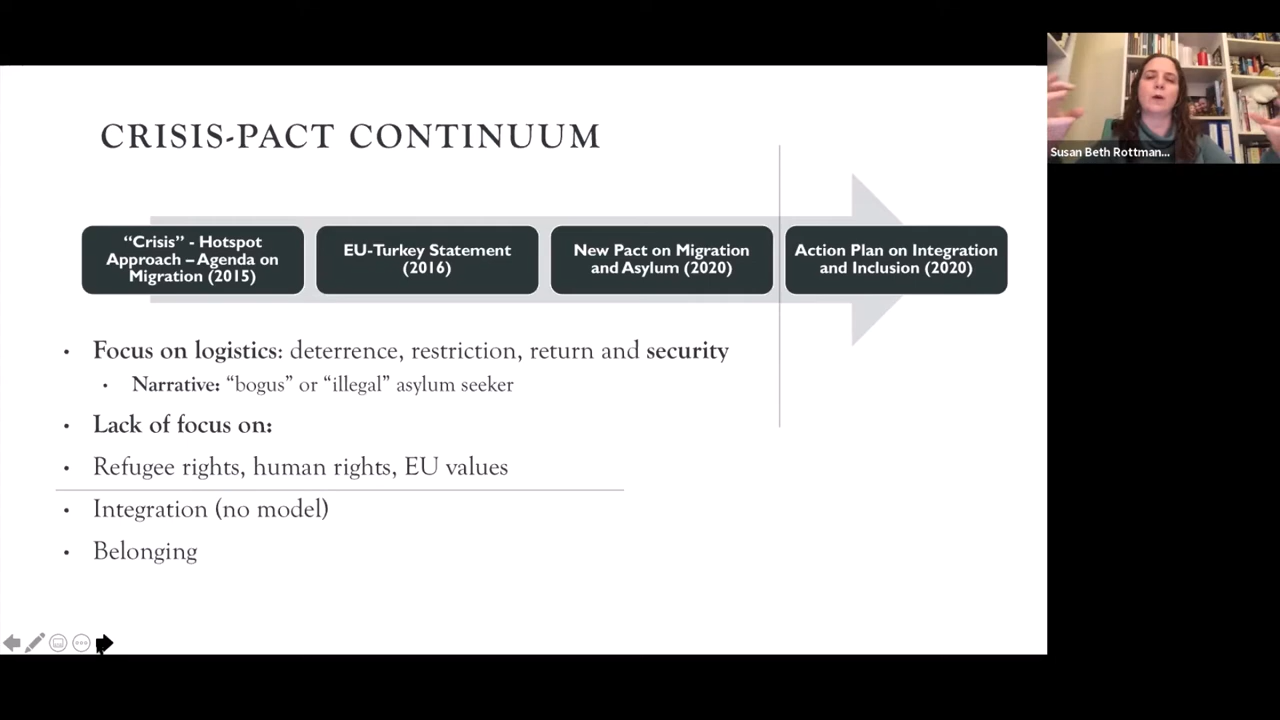 CRISIS-PACT CONTINUUM
“Crisis” - Hotspot
Approach – Agenda on
Migration (2015)
EU-Turkey Statement
(2016)
New Pact on Migration
and Asylum (2020)
Action Plan on Integration
and Inclusion (2020)
• Focus on logistics: deterrence, restriction, return and security
• Narrative: “bogus” or “illegal” asylum seeker
• Lack of focus on:
• Refugee rights, human rights, EU values
• Integration (no model)
• Belonging
Susan Beth Rottman...